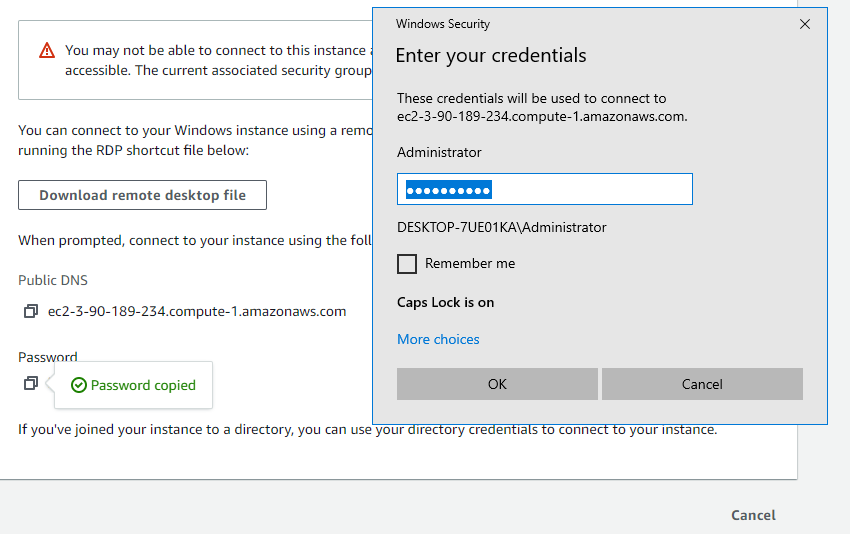 You may not be able to connect to this instance
accessible. The current associated security group
You can connect to your Windows instance using a remo
running the RDP shortcut file below:
Download remote desktop file
When prompted, connect to your instance using the foll
Public DNS
ec2-3-90-189-234.compute-1.amazonaws.com
Password
Password copied
If you've joined your instance to a directory, you can use your directory credentials to connect to your instance.
Cancel
Windows Security
Enter your credentials
These credentials will be used to connect to
ec2-3-90-189-234.compute-1.amazonaws.com.
Administrator
●●●●●●●●●●
DESKTOP-7UE01KA\Administrator
Remember me
Caps Lock is on
More choices
OK
Cancel